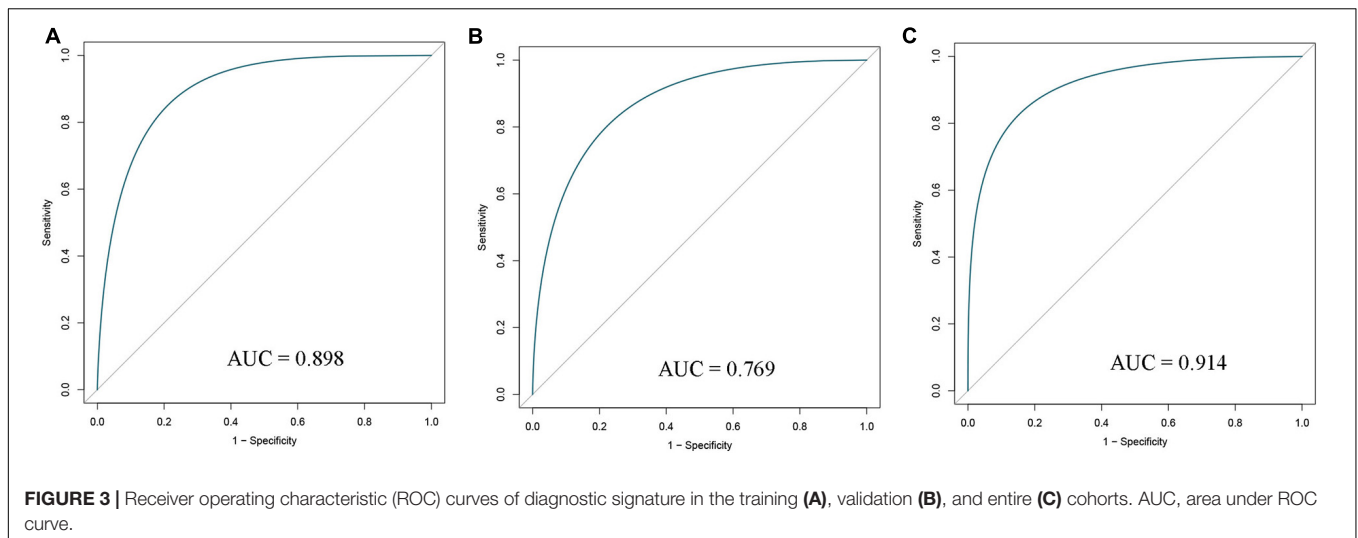 A
B
C
1.0
0.8
0.6
0.4
0.2
0.0
Sensitivity
AUC = 0.898
0.0 0.2 0.4 0.6 0.8 1.0
1 – Specificity
1.0
0.8
0.6
0.4
0.2
0.0
Sensitivity
AUC = 0.769
0.0 0.2 0.4 0.6 0.8 1.0
1 – Specificity
1.0
0.8
0.6
0.4
0.2
0.0
Sensitivity
AUC = 0.914
0.0 0.2 0.4 0.6 0.8 1.0
1 – Specificity
FIGURE 3 | Receiver operating characteristic (ROC) curves of diagnostic signature in the training (A), validation (B), and entire (C) cohorts. AUC, area under ROC
curve.